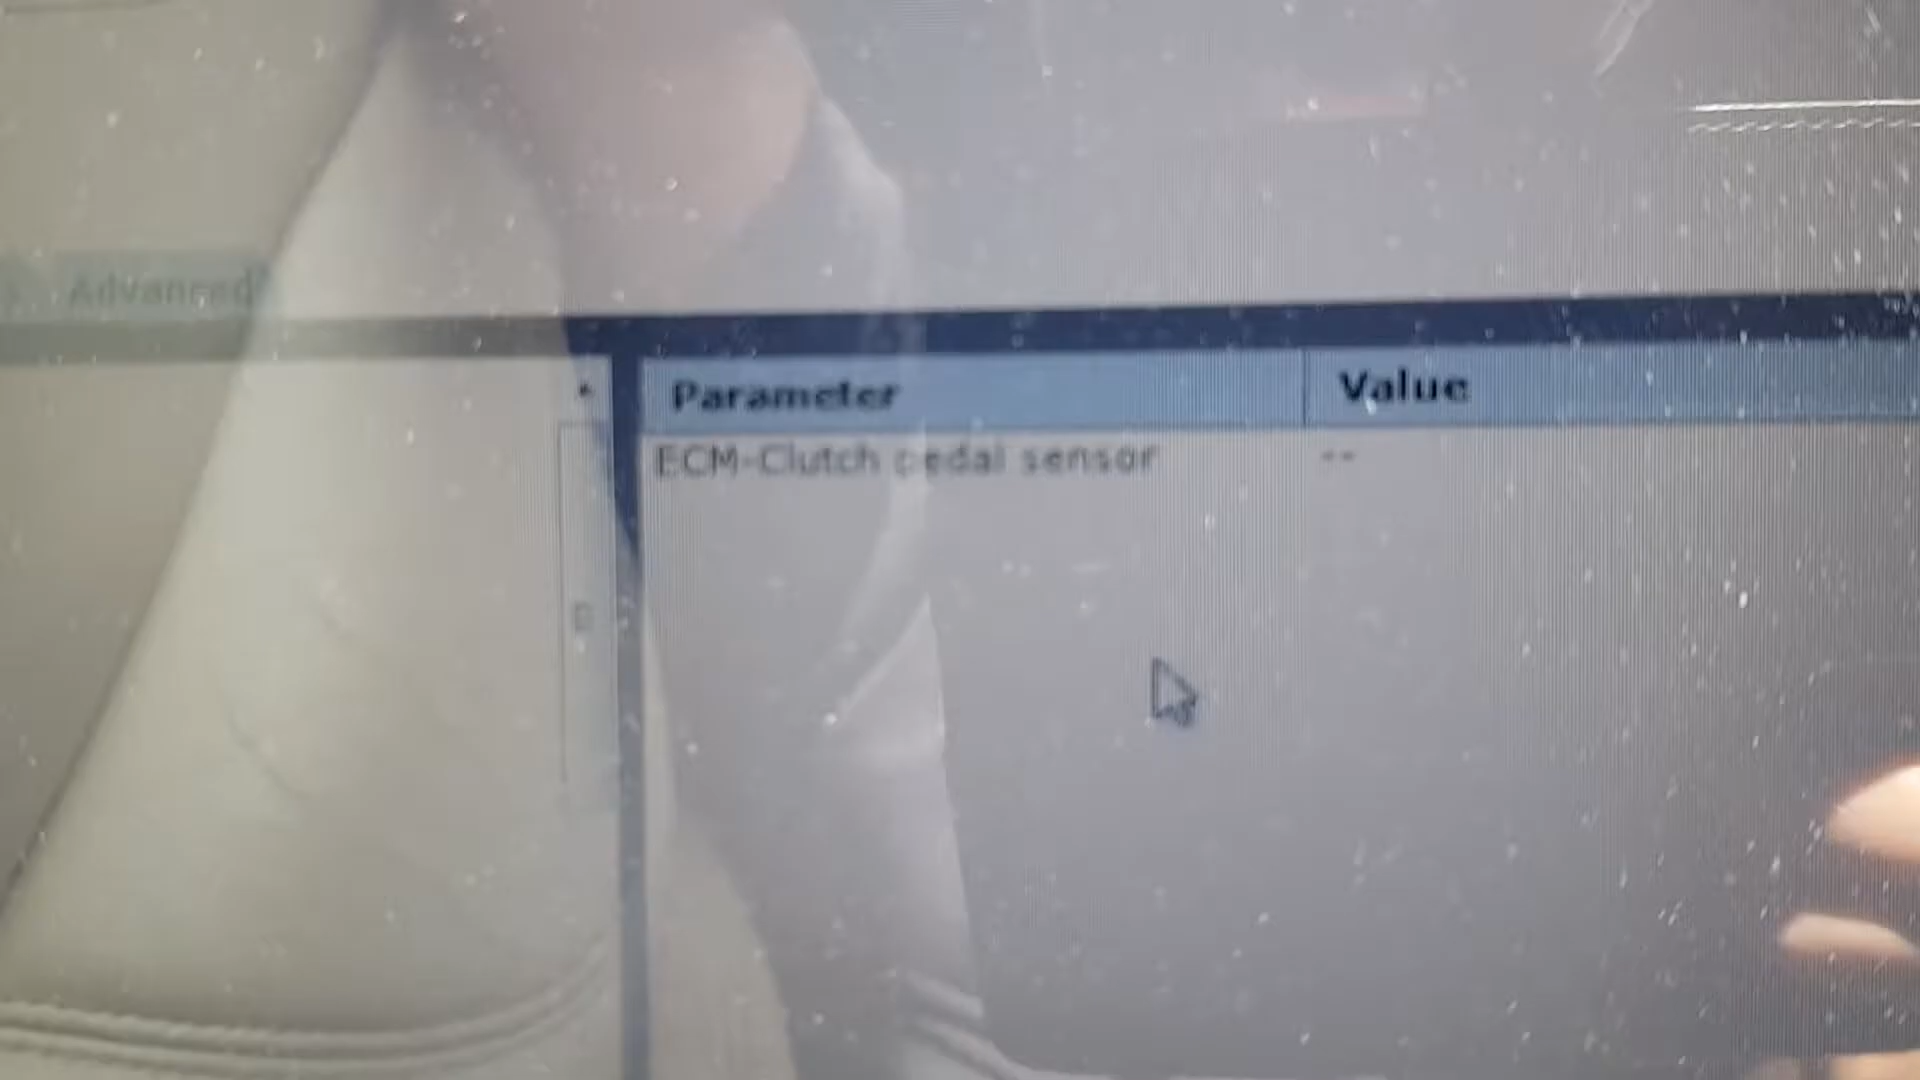 Advanced
Parameter Value
ECM-Clutch pedal sensor --